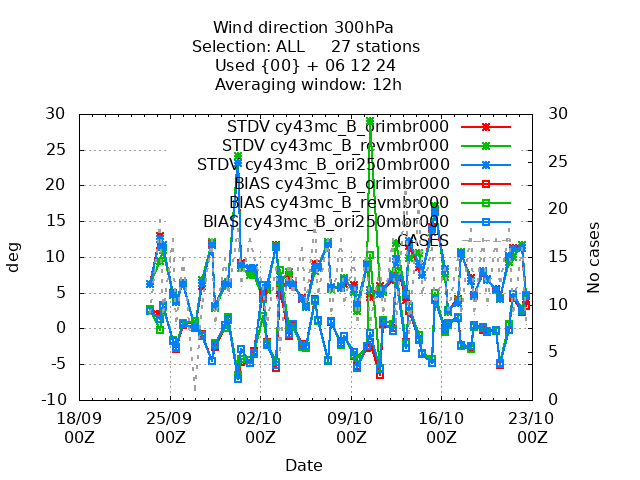 Wind direction 300hPa
Selection: ALL 27 stations
Used {00} + 06 12 24
Averaging window: 12h
STDV cy43mc_B_orimbr000
STDV cy43mc_B_revmbr000
STDV cy43mc_B_ori250mbr000
BIAS cy43mc_B_orimbr000
BIAS cy43mc_B_revmbr000
BIAS cy43mc_B_ori250mbr000
CASES
30
25
20
15
10
5
0
-5
-10
deg
30
25
20
15
10
5
0
No cases
18/09 25/09 02/10 09/10 16/10 23/10
00Z 00Z 00Z 00Z 00Z 00Z
Date